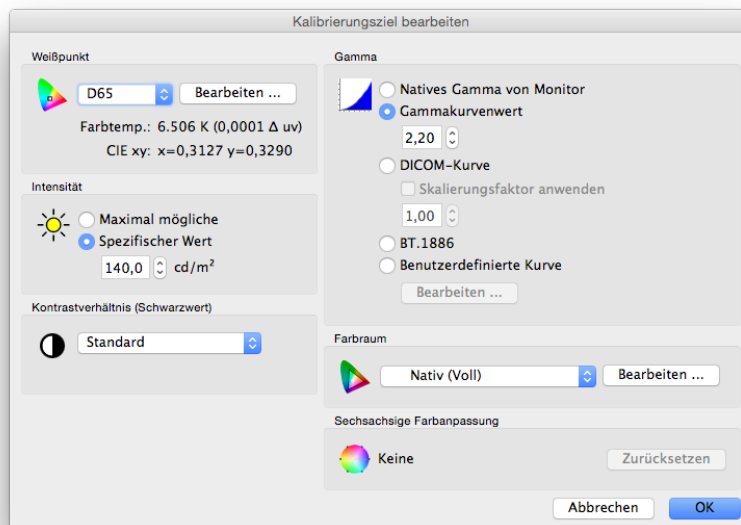 Kalibrierungsziel bearbeiten
Weißpunkt
D65
Bearbeiten ...
Farbtemp.: 6.506 K (0,0001 Δ uv)
CIE xy: x=0,3127 y=0,3290
Intensität
Maximal mögliche
Spezifischer Wert
140,0 cd/m²
Kontrastverhältnis (Schwarzwert)
Standard
Gamma
Natives Gamma von Monitor
Gammakurvenwert
2,20
DICOM-Kurve
Skalierungsfaktor anwenden
1,00
BT.1886
Benutzerdefinierte Kurve
Bearbeiten ...
Farbraum
Nativ (Voll)
Bearbeiten ...
Sechsachsige Farbanpassung
Keine
Zurücksetzen
Abbrechen
OK